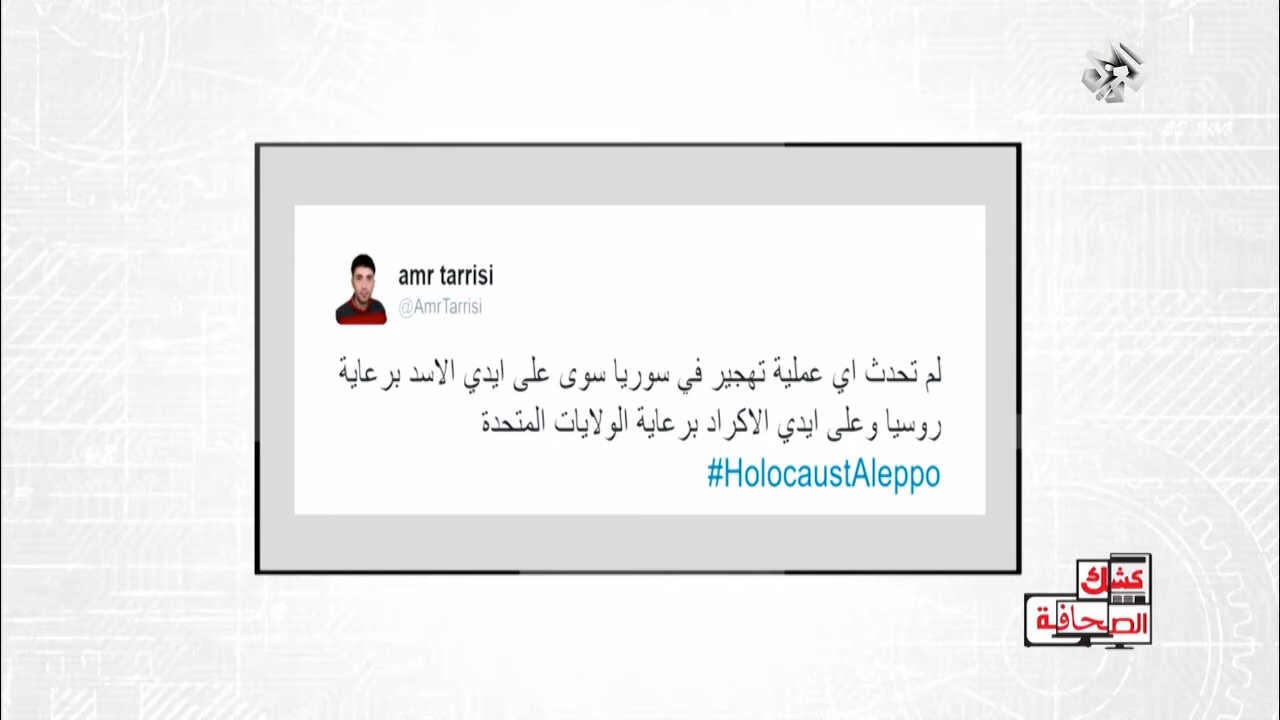 amr tarrisi
@AmrTarrisi
لم تحدث اي عملية تهجير في سوريا سوى على ايدي الاسد برعاية
روسيا وعلى ايدي الاكراد برعاية الولايات المتحدة
#HolocaustAleppo
كشك
الصحافة